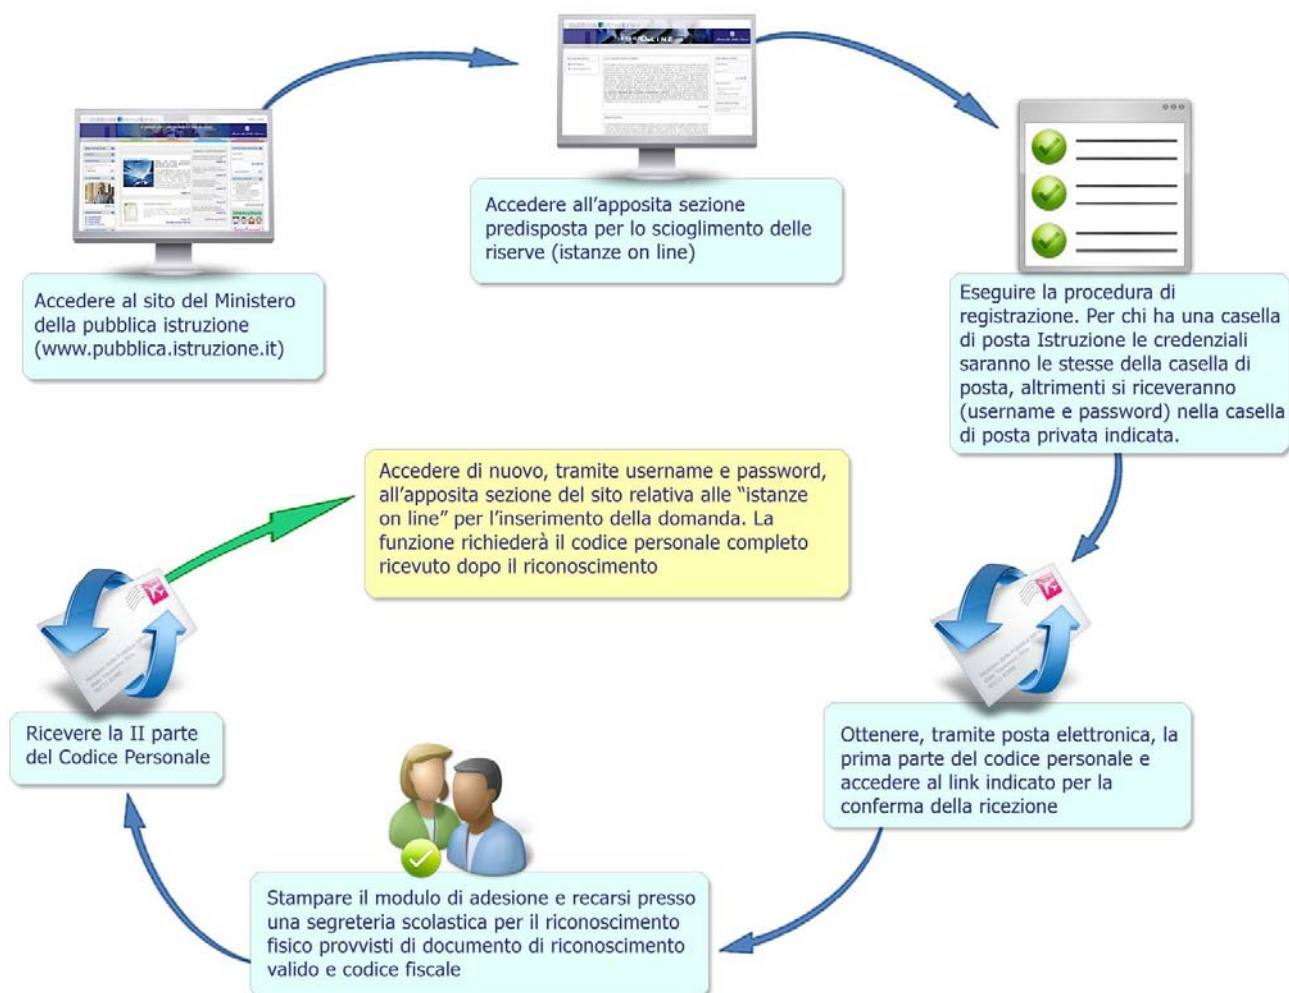 Accedere al sito del Ministero
della pubblica istruzione
(www.pubblica.istruzione.it)
Accedere all'apposita sezione
predisposta per lo scioglimento delle
riserve (istanze on line)
Eseguire la procedura di
registrazione. Per chi ha una casella
di posta Istruzione le credenziali
saranno le stesse della casella di
posta, altrimenti si riceveranno
(username e password) nella casella
di posta privata indicata.
Ottenere, tramite posta elettronica, la
prima parte del codice personale e
accedere al link indicato per la
conferma della ricezione
Stampare il modulo di adesione e recarsi presso
una segreteria scolastica per il riconoscimento
fisico provvisti di documento di riconoscimento
valido e codice fiscale
Ricevere la II parte
del Codice Personale
Accedere di nuovo, tramite username e password,
all'apposita sezione del sito relativa alle “istanze
on line” per l'inserimento della domanda. La
funzione richiederà il codice personale completo
ricevuto dopo il riconoscimento